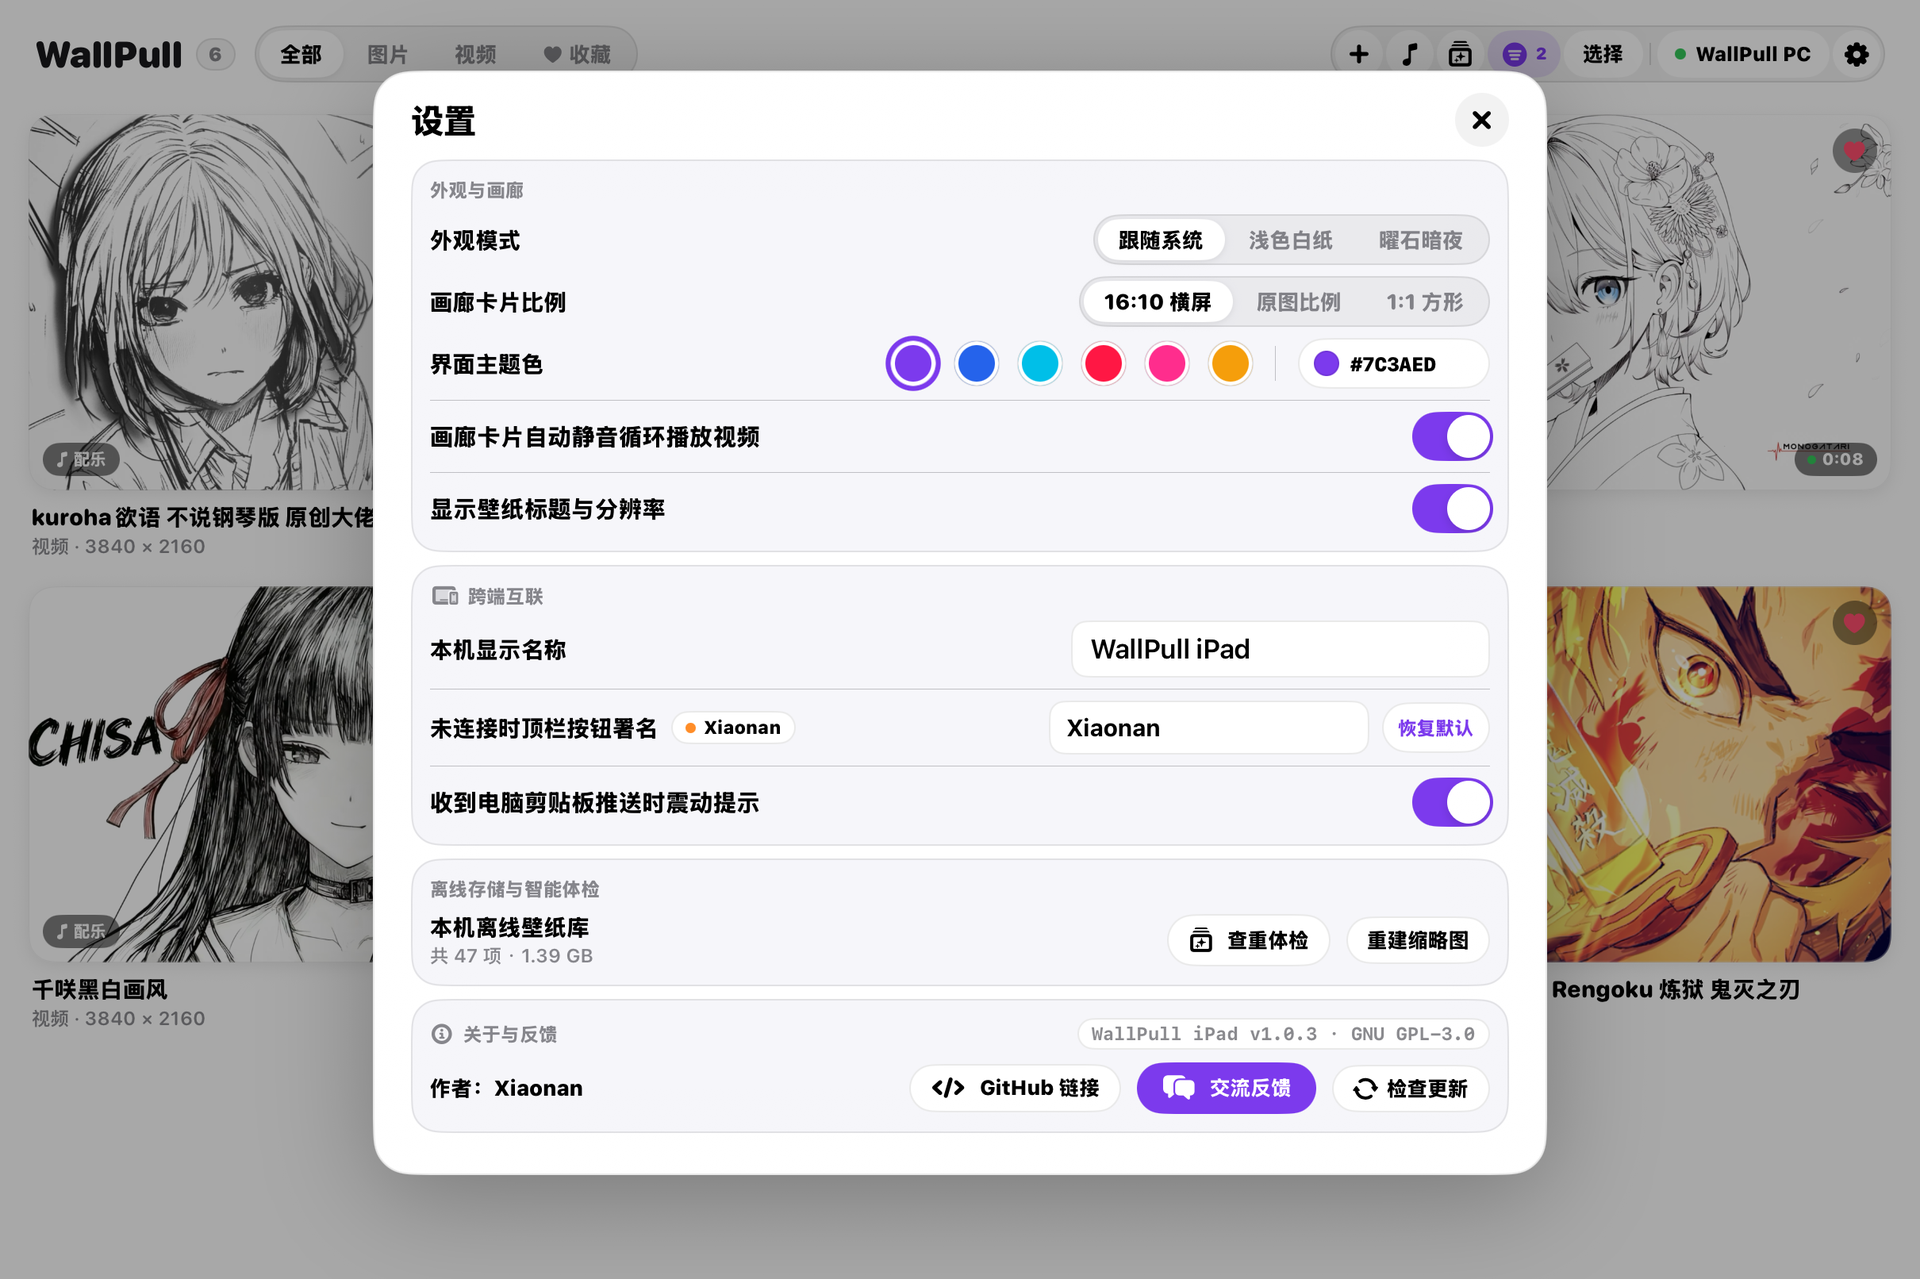 WallPull 6 全部 图片 视频 收藏 2 选择 WallPull PC
设置
外观与画廊
外观模式 跟随系统 浅色白纸 曜石暗夜
画廊卡片比例 16:10 横屏 原图比例 1:1 方形
界面主题色 #7C3AED
画廊卡片自动静音循环播放视频
显示壁纸标题与分辨率
跨端互联
本机显示名称 WallPull iPad
未连接时顶栏按钮署名 Xiaonan Xiaonan 恢复默认
收到电脑剪贴板推送时震动提示
离线存储与智能体检
本机离线壁纸库
共 47 项 · 1.39 GB
查重体检 重建缩略图
关于与反馈 WallPull iPad v1.0.3 · GNU GPL-3.0
作者：Xiaonan GitHub 链接 交流反馈 检查更新
配乐
kuroha 欲语 不说钢琴版 原创大佬
视频 · 3840 × 2160
MONOGATARI
0:08
CHISA
配乐
千咲黑白画风
视频 · 3840 × 2160
Rengoku 炼狱 鬼灭之刃